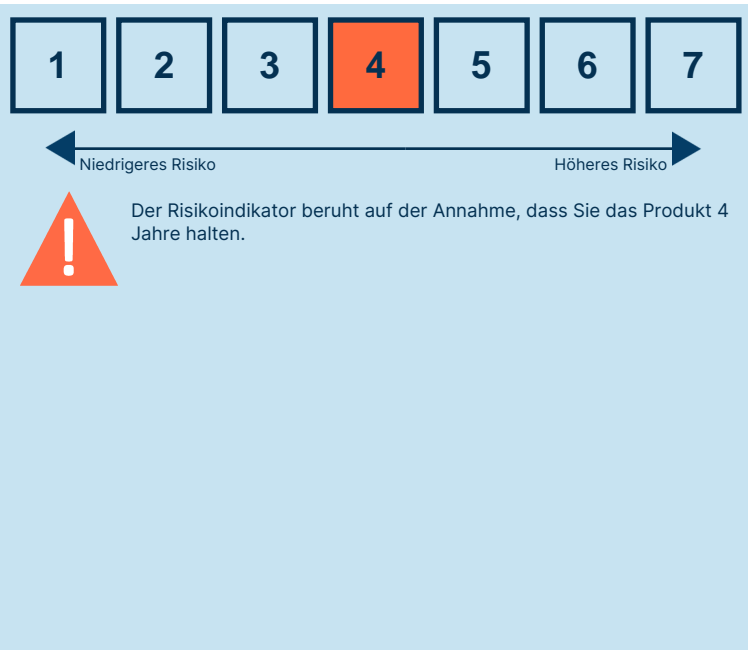 1 2 3 4 5 6 7
Niedrigeres Risiko Höheres Risiko
Der Risikoindikator beruht auf der Annahme, dass Sie das Produkt 4
Jahre halten.